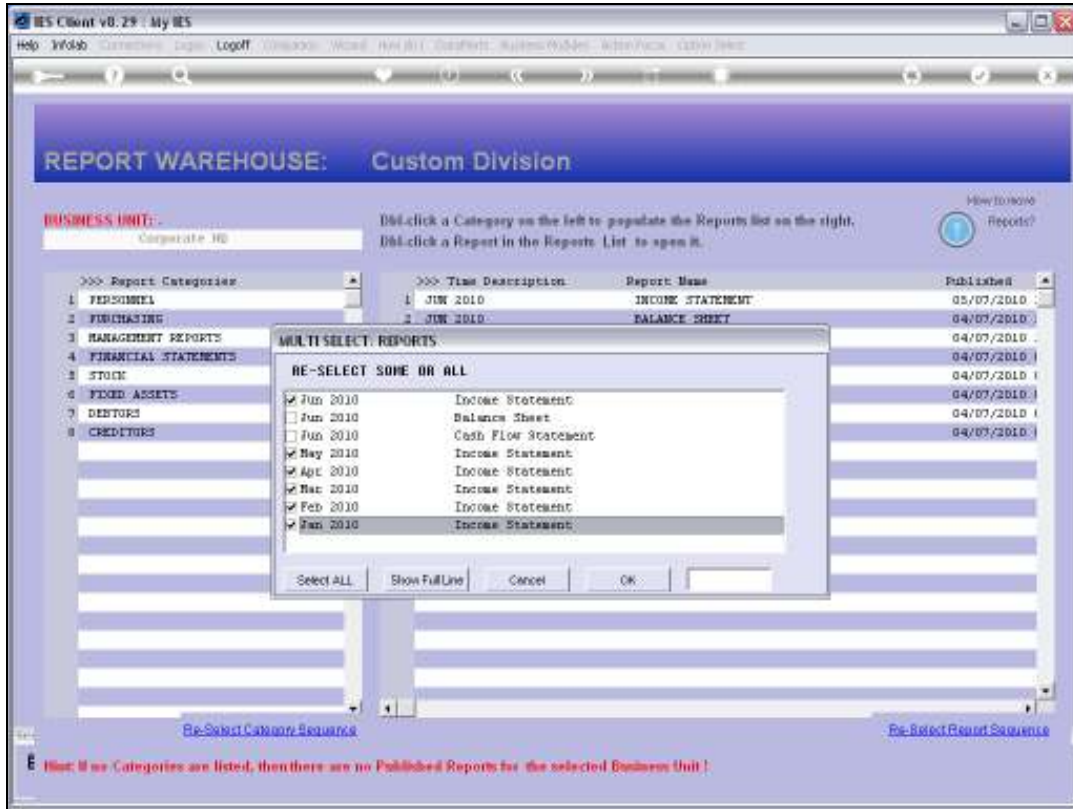 IES Client v8.29 : My IES
Help Infolab Logoff
REPORT WAREHOUSE: Custom Division
How to move
Reports?
BUSINESS UNIT: .
Corporate HQ
Dbl-click a Category on the left to populate the Reports list on the right.
Dbl-click a Report in the Reports List to open it.
>>> Report Categories
1 PERSONNEL
2 PURCHASING
3 MANAGEMENT REPORTS
4 FINANCIAL STATEMENTS
5 STOCK
6 FIXED ASSETS
7 DEBTORS
8 CREDITORS
>>> Time Description Report Name Published
1 JUN 2010 INCOME STATEMENT 05/07/2010
2 JUN 2010 BALANCE SHEET 04/07/2010
04/07/2010
04/07/2010
04/07/2010
04/07/2010
04/07/2010
04/07/2010
MULTI SELECT: REPORTS
RE-SELECT SOME OR ALL
Jun 2010 Income Statement
Jun 2010 Balance Sheet
Jun 2010 Cash Flow Statement
May 2010 Income Statement
Apr 2010 Income Statement
Mar 2010 Income Statement
Feb 2010 Income Statement
Jan 2010 Income Statement
Select ALL Show Full Line Cancel OK
Re-Select Category Sequence
Re-Select Report Sequence
Hint: If no Categories are listed, then there are no Published Reports for the selected Business Unit !